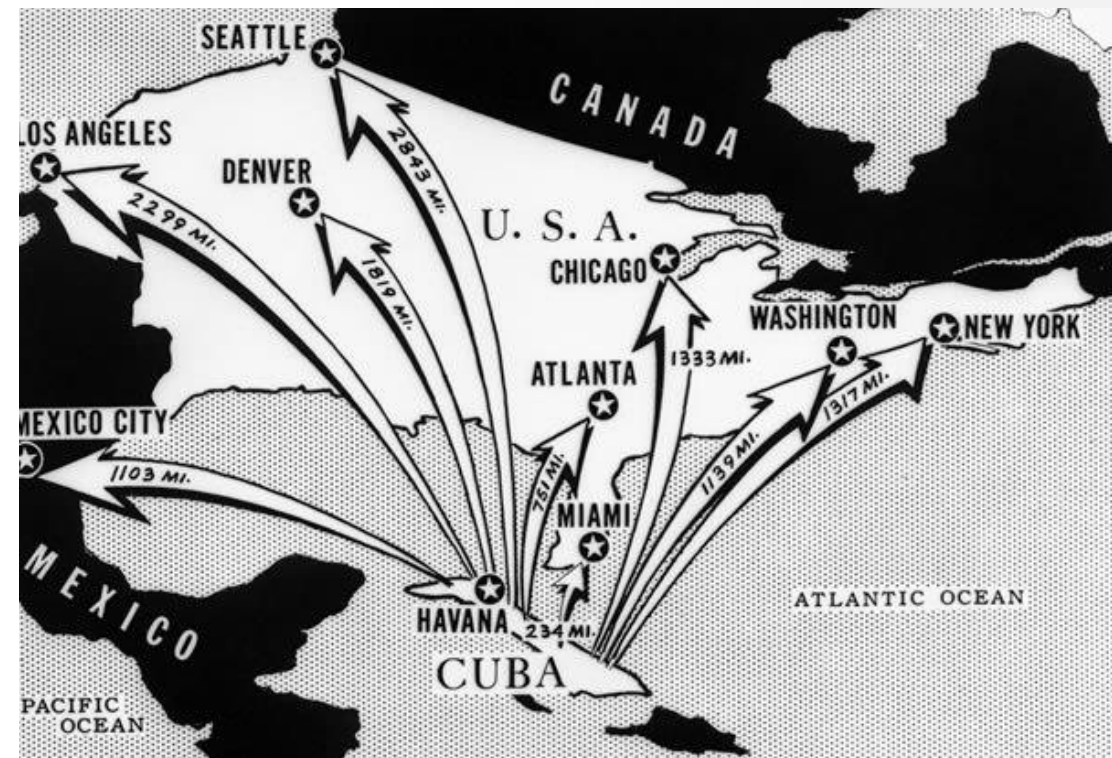 SEATTLE
CANADA
LOS ANGELES
2843 MI.
DENVER
2299 MI.
U. S. A.
CHICAGO
1819 MI.
WASHINGTON
NEW YORK
1333 MI.
ATLANTA
1317 MI.
MEXICO CITY
1139 MI.
1103 MI.
751 MI.
MIAMI
MEXICO
HAVANA
234 MI.
ATLANTIC OCEAN
CUBA
PACIFIC
OCEAN